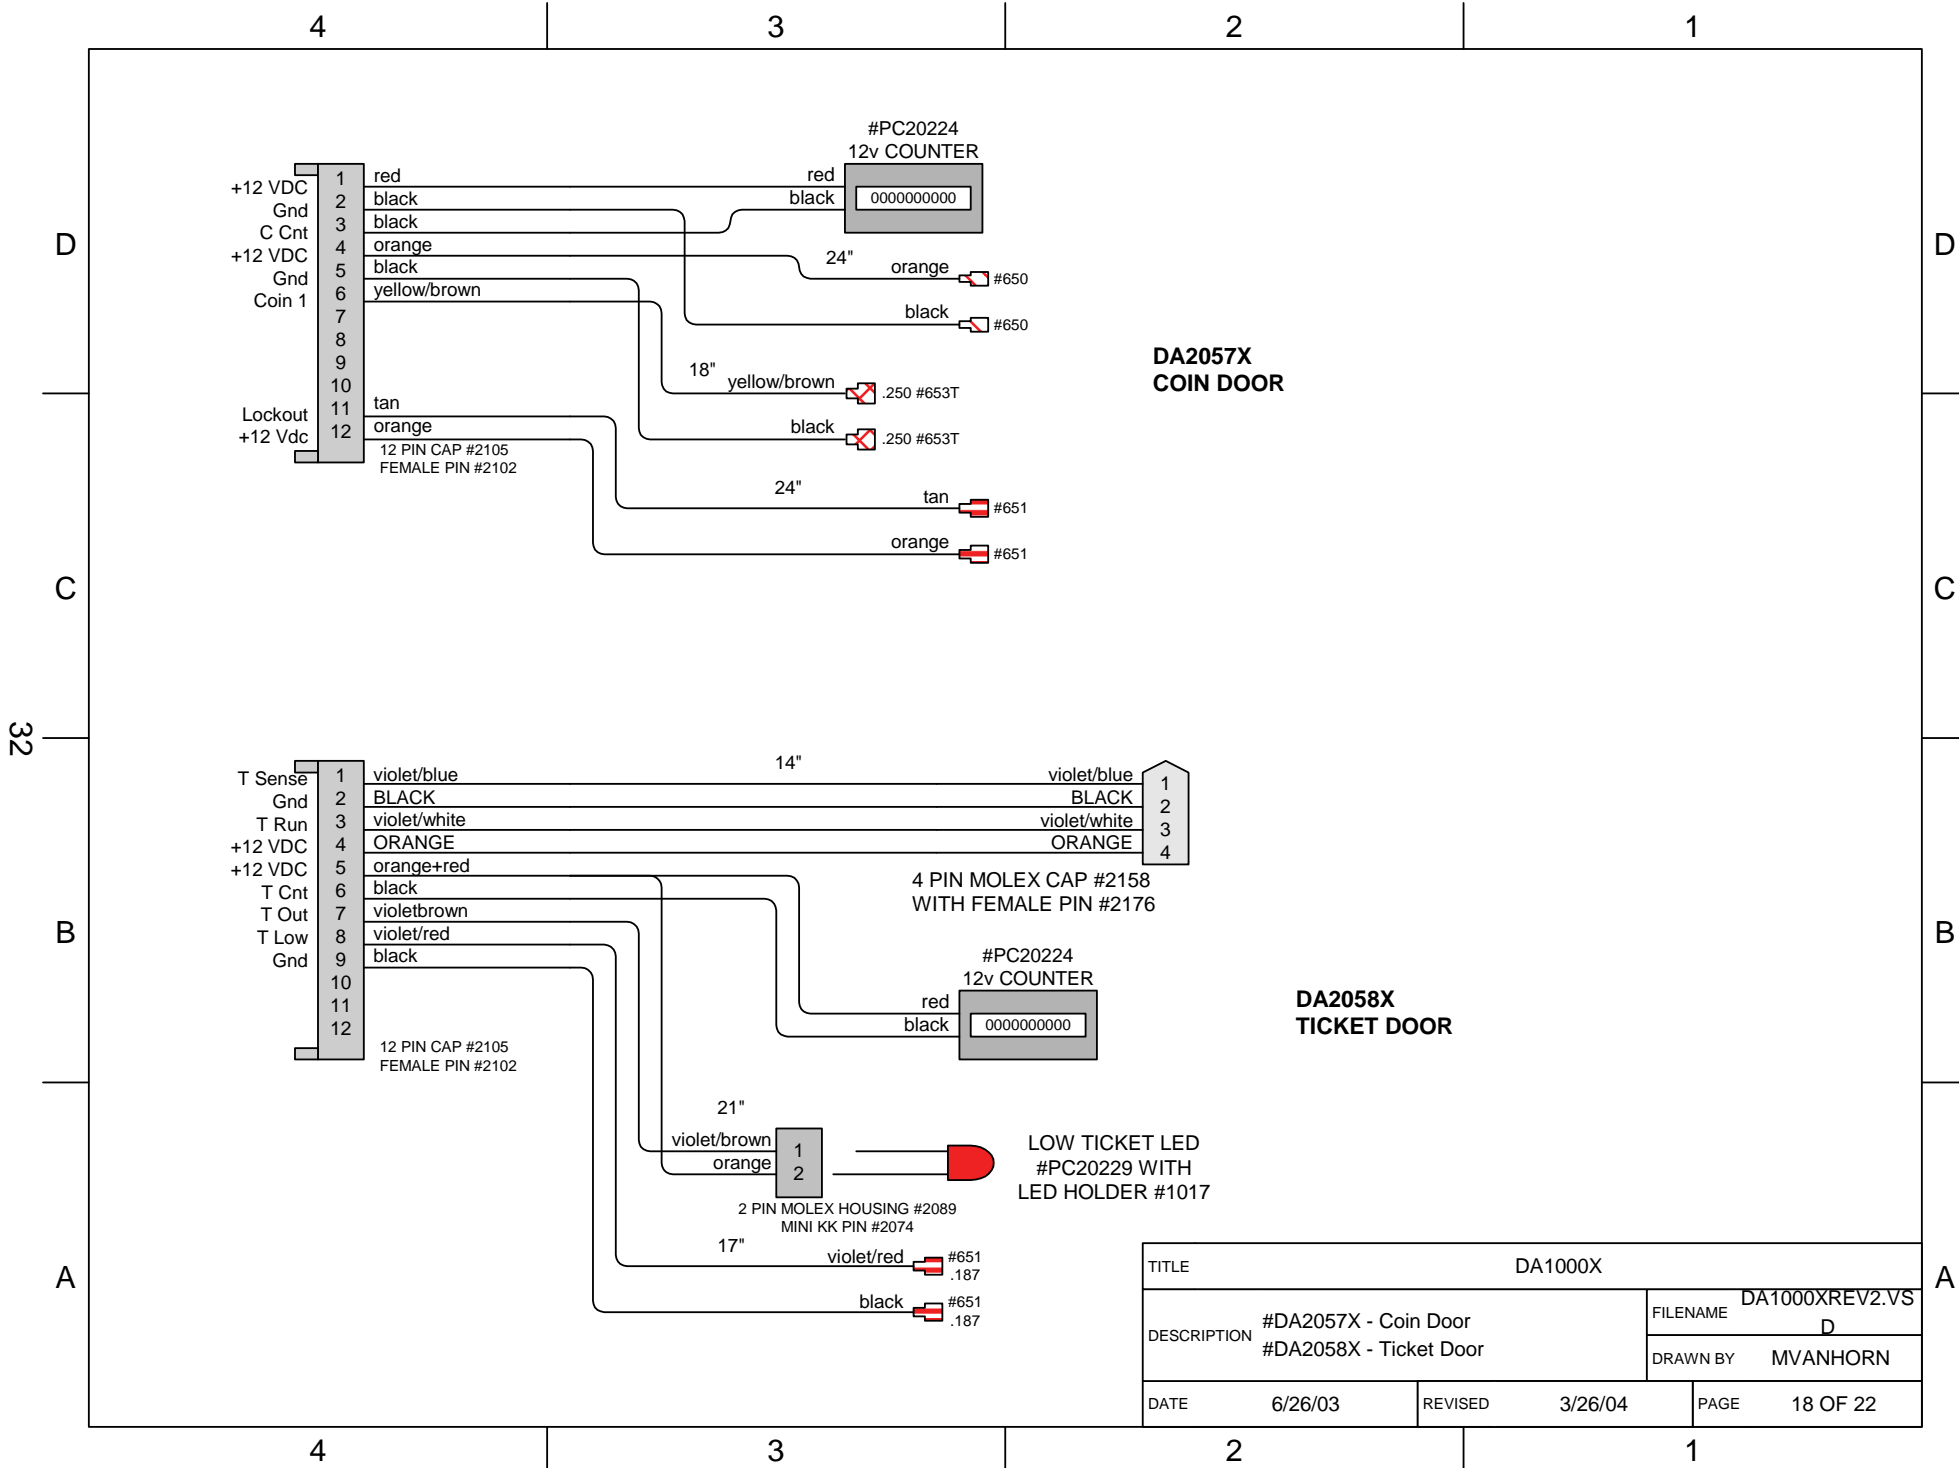 4 3 2 1
#PC20224
12v COUNTER
+12 VDC 1 red red
Gnd 2 black black 0000000000
C Cnt 3 black
D D
+12 VDC 4 orange 24" orange #650
Gnd 5 black
Coin 1 6 yellow/brown
7 black #650
8
9
10
18" yellow/brown .250 #653T
DA2057X
COIN DOOR
Lockout 11 tan
+12 Vdc 12 orange black .250 #653T
12 PIN CAP #2105
FEMALE PIN #2102
24" tan #651
orange #651
C C
32
14"
T Sense 1 violet/blue violet/blue 1
Gnd 2 BLACK BLACK 2
T Run 3 violet/white violet/white 3
+12 VDC 4 ORANGE ORANGE 4
+12 VDC 5 orange+red
T Cnt 6 black
T Out 7 violetbrown
T Low 8 violet/red
Gnd 9 black
10
11
12
4 PIN MOLEX CAP #2158
WITH FEMALE PIN #2176
B B
#PC20224
12v COUNTER
red
black 0000000000
DA2058X
TICKET DOOR
12 PIN CAP #2105
FEMALE PIN #2102
21"
violet/brown 1
orange 2
LOW TICKET LED
#PC20229 WITH
LED HOLDER #1017
2 PIN MOLEX HOUSING #2089
MINI KK PIN #2074
17"
violet/red #651
.187
black #651
.187
A A
TITLE DA1000X
DESCRIPTION #DA2057X - Coin Door
#DA2058X - Ticket Door
FILENAME DA1000XREV2.VS
D
DRAWN BY MVANHORN
DATE 6/26/03 REVISED 3/26/04 PAGE 18 OF 22
4 3 2 1